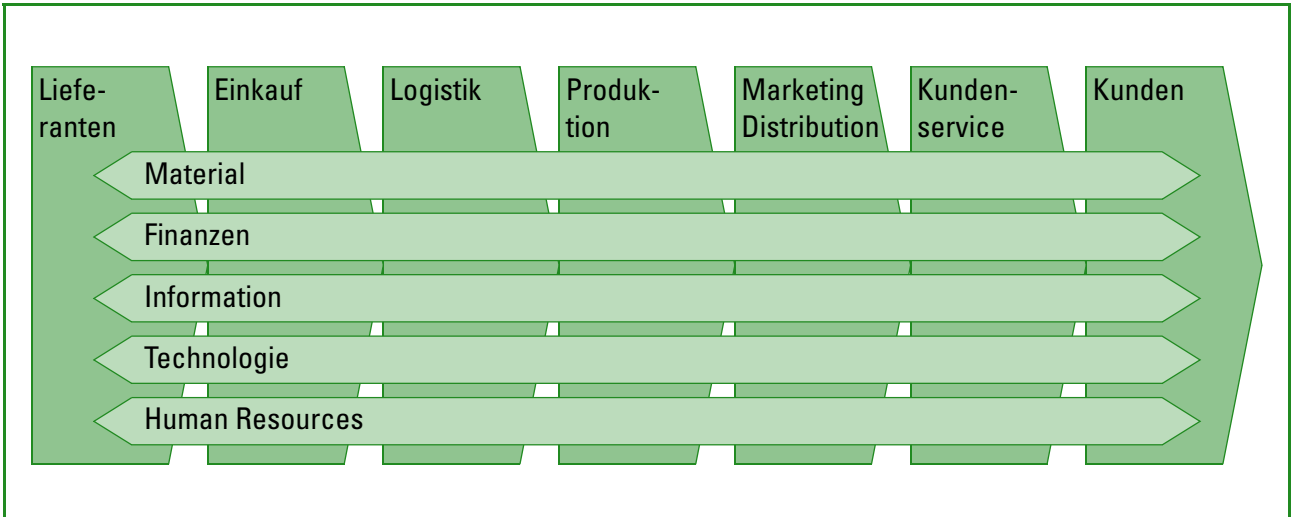 Liefe-
ranten
Einkauf
Logistik
Produk-
tion
Marketing
Distribution
Kunden-
service
Kunden
Material
Finanzen
Information
Technologie
Human Resources